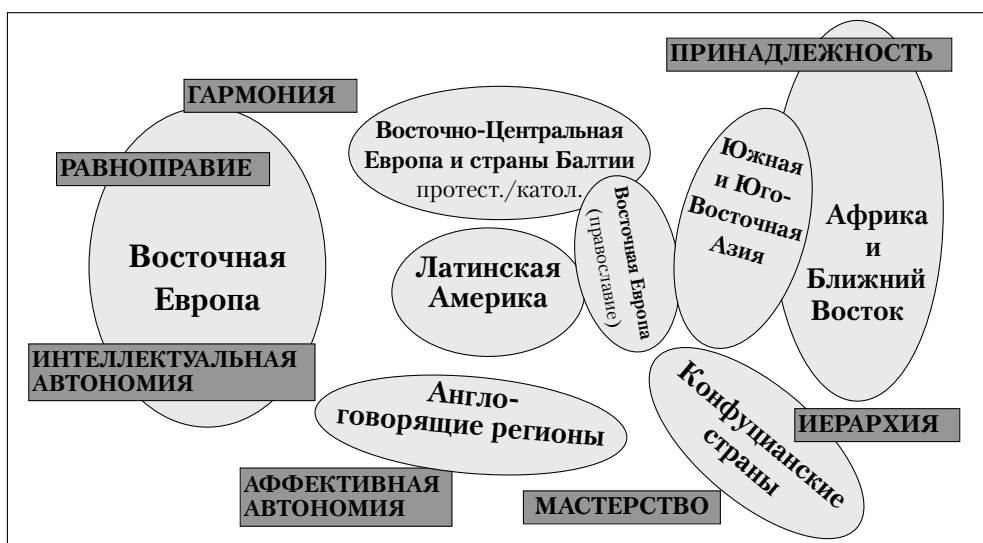 ПРИНАДЛЕЖНОСТЬ
ГАРМОНИЯ
Восточно-Центральная
Европа и страны Балтии
протест./катол.
РАВНОПРАВИЕ
Южная
и Юго-
Восточная
Азия
Восточная Европа
(православие)
Африка
и
Ближний
Восток
Восточная
Европа
Латинская
Америка
ИНТЕЛЛЕКТУАЛЬНАЯ
АВТОНОМИЯ
Англо-
говорящие регионы
Конфуцианские
страны
ИЕРАРХИЯ
АФФЕКТИВНАЯ
АВТОНОМИЯ
МАСТЕРСТВО